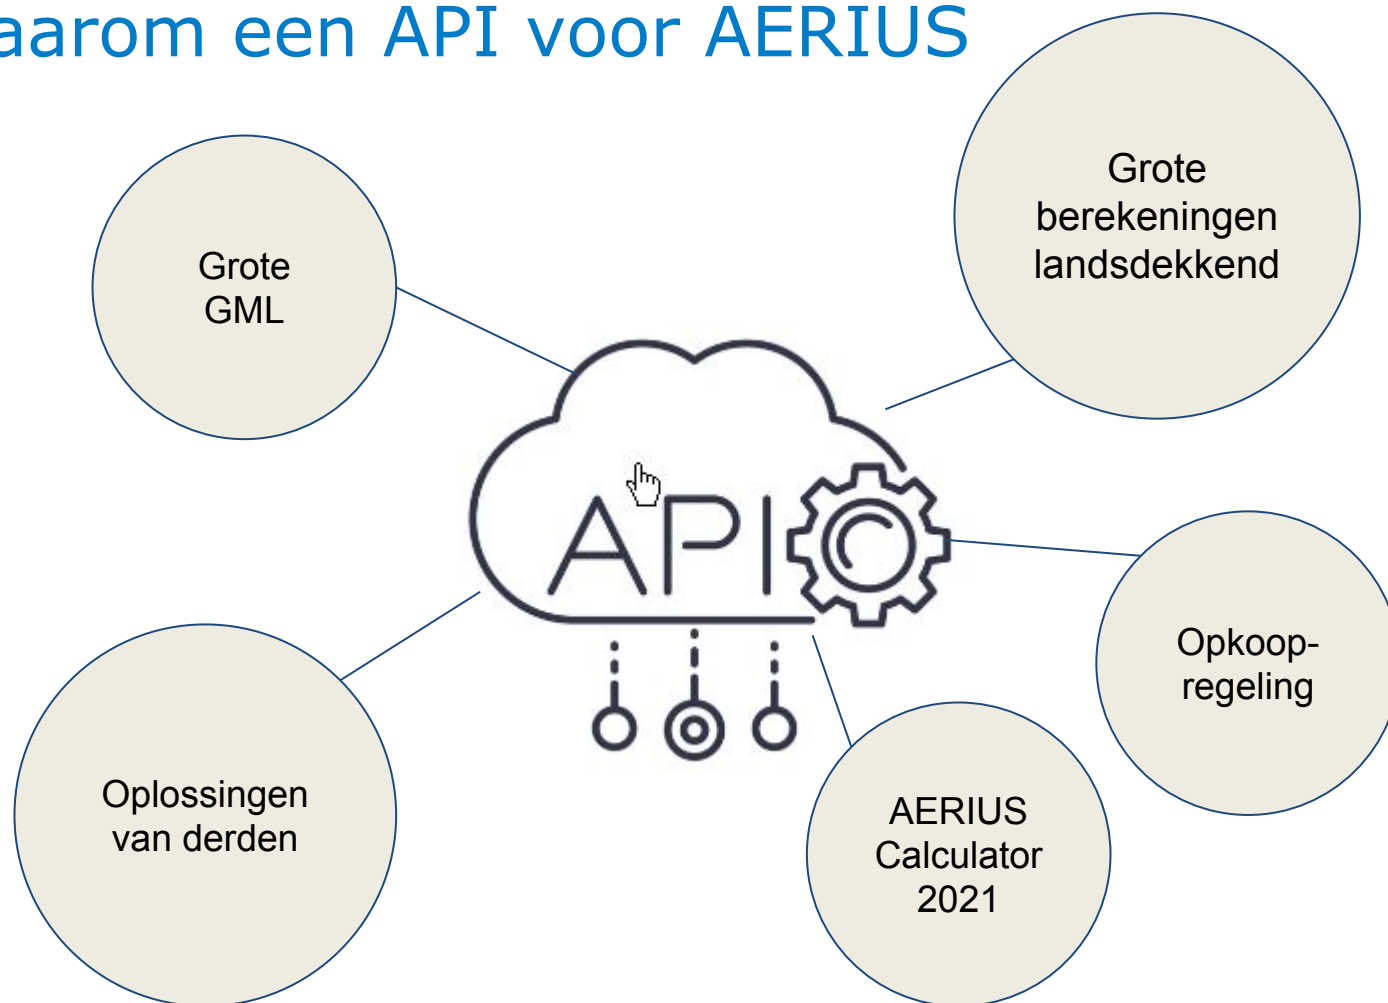 aarom een API voor AERIUS
Grote
berekeningen
landsdekkend
Grote
GML
API
Opkoop-
regeling
Oplossingen
van derden
AERIUS
Calculator
2021